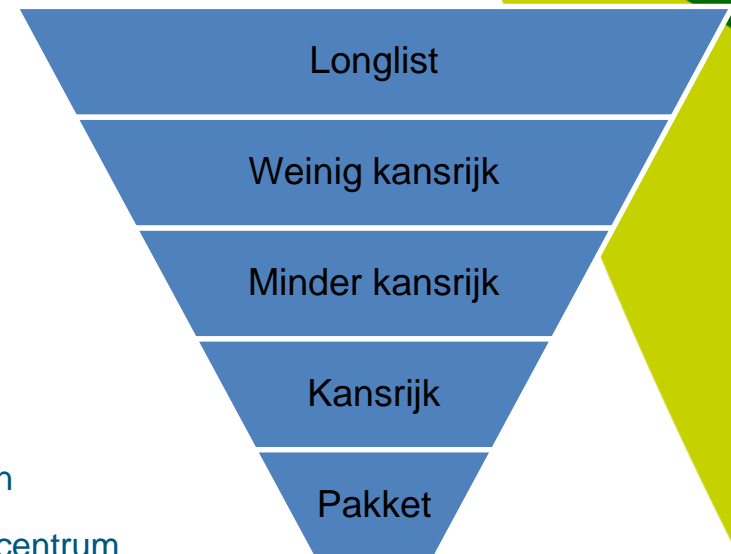 Longlist
Weinig kansrijk
Minder kansrijk
Kansrijk
Pakket
centrum